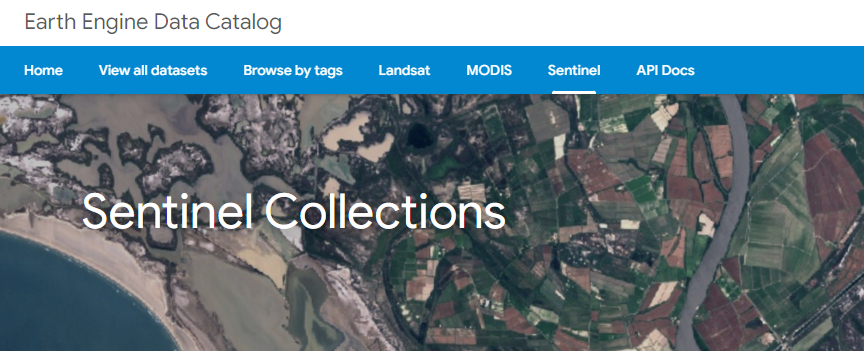 Earth Engine Data Catalog
Home View all datasets Browse by tags Landsat MODIS Sentinel API Docs
Sentinel Collections